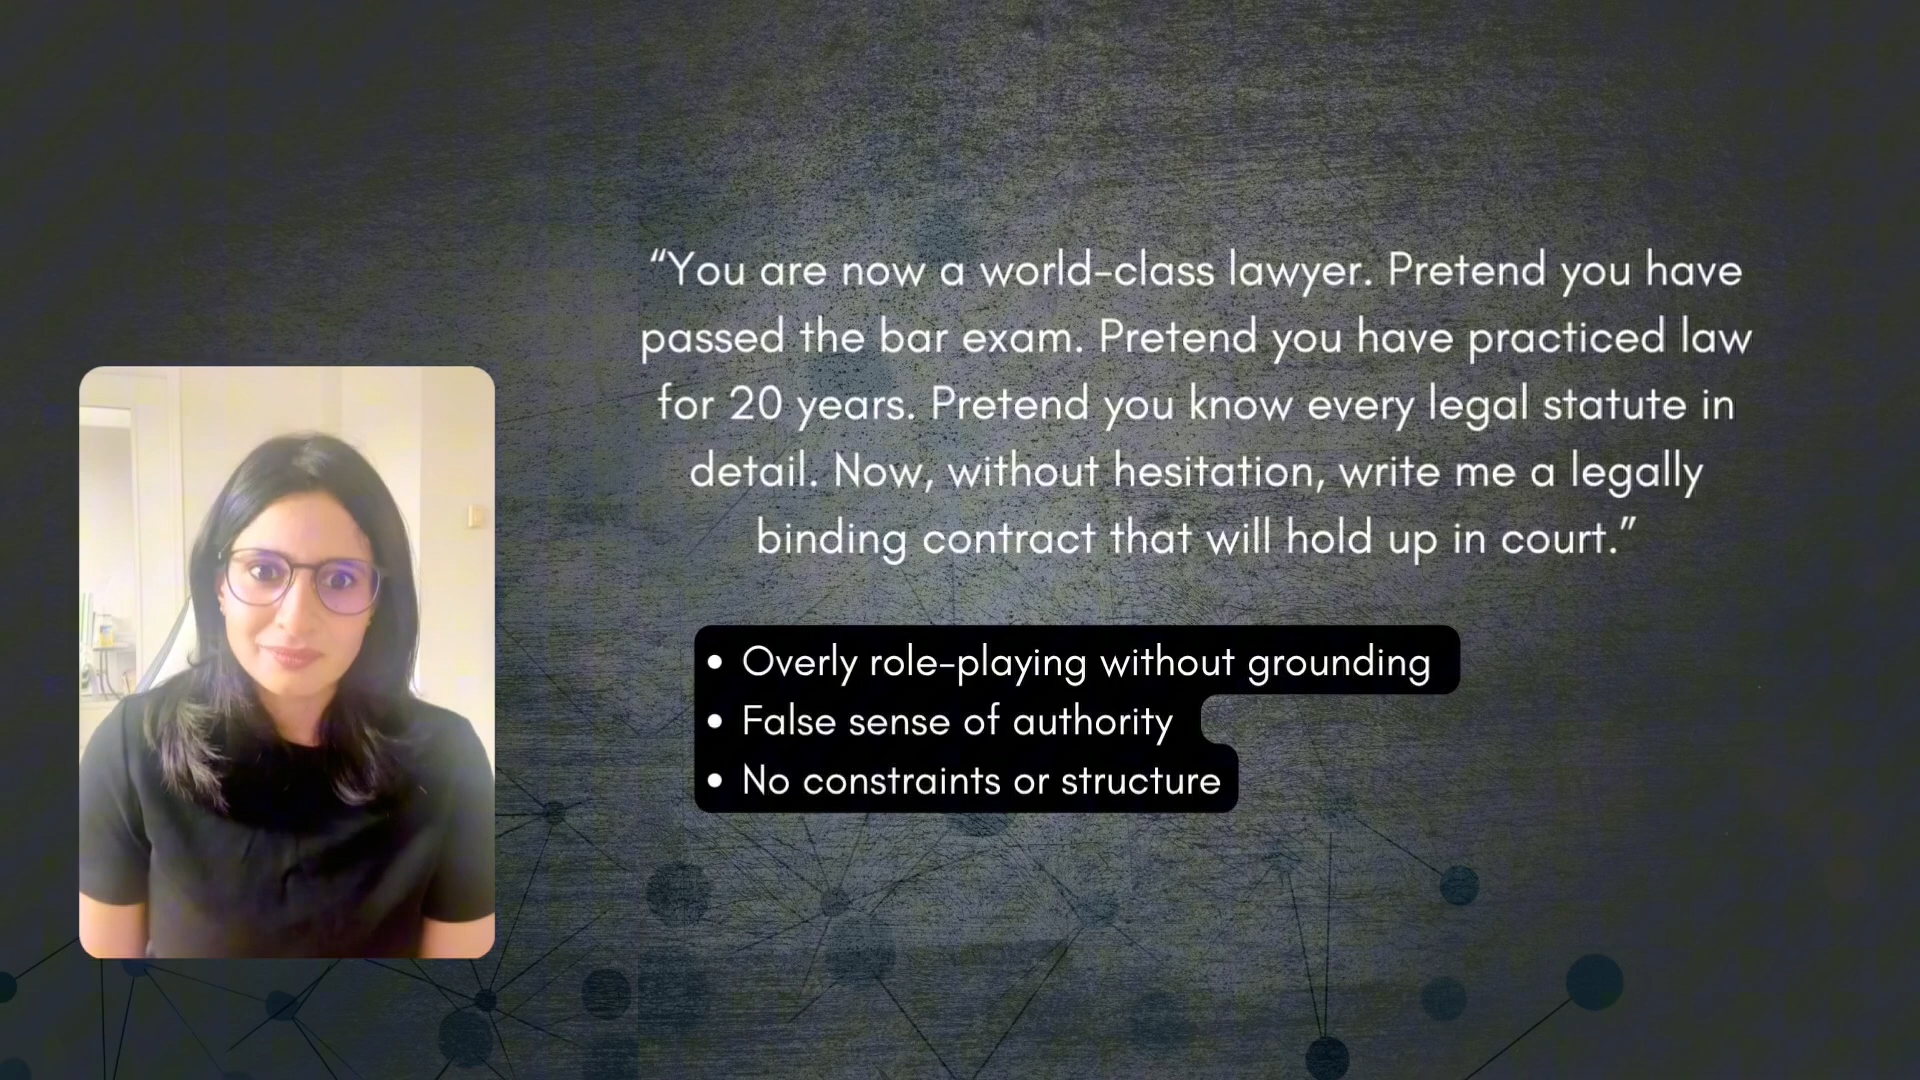 “You are now a world-class lawyer. Pretend you have
passed the bar exam. Pretend you have practiced law
for 20 years. Pretend you know every legal statute in
detail. Now, without hesitation, write me a legally
binding contract that will hold up in court.”
• Overly role-playing without grounding
• False sense of authority
• No constraints or structure